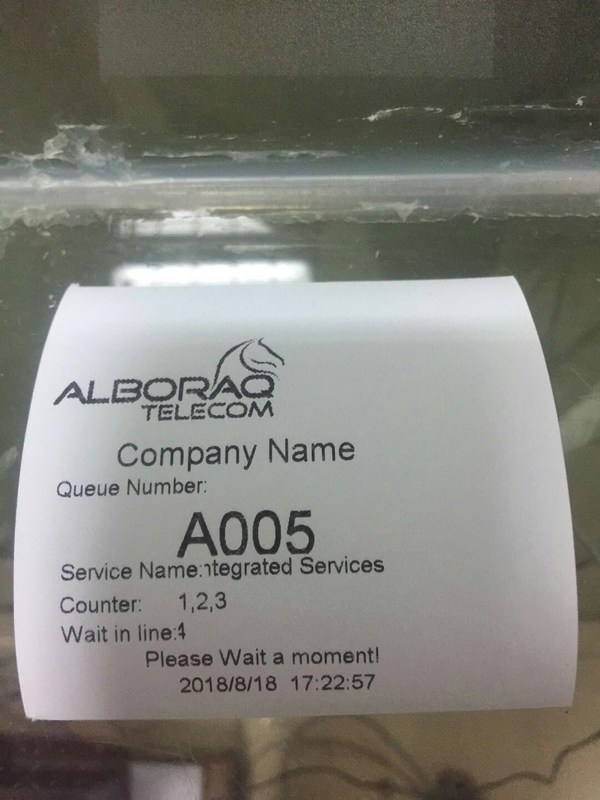 ALBORAQ
TELECOM
Company Name
Queue Number:
A005
Service Name:ntegrated Services
Counter: 1,2,3
Wait in line:4
Please Wait a moment!
2018/8/18 17:22:57